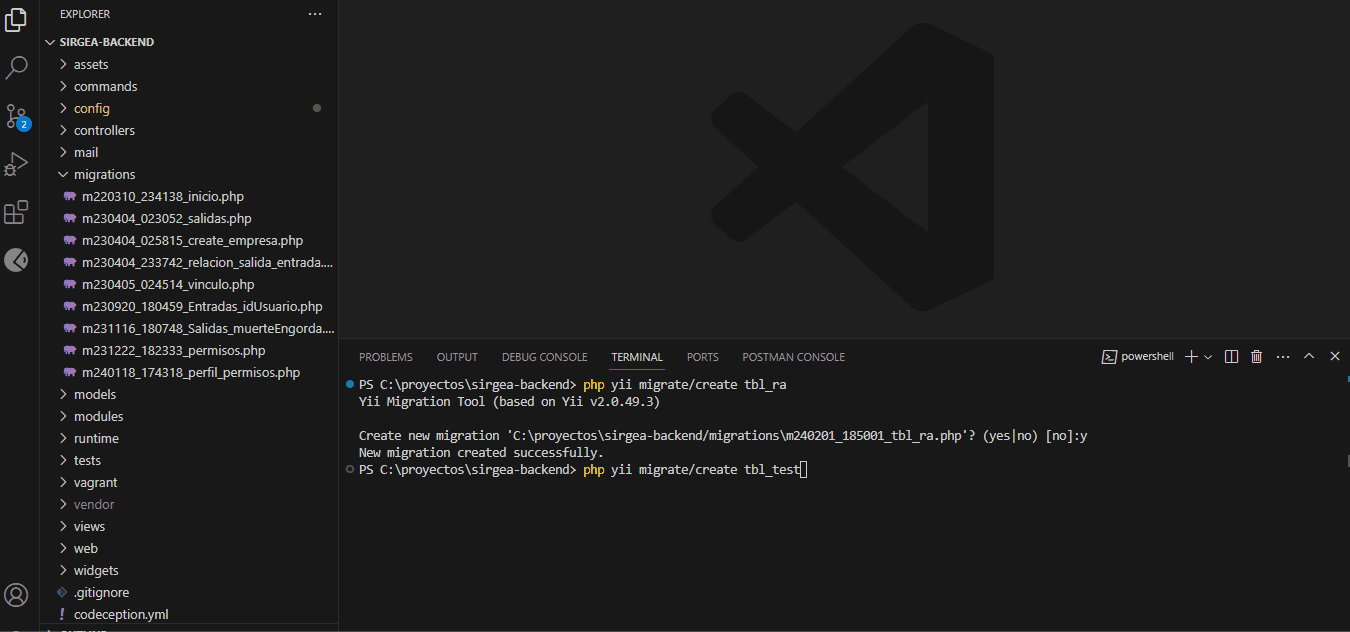 EXPLORER
SIRGEA-BACKEND
assets
commands
config
controllers
mail
migrations
m220310_234138_inicio.php
m230404_023052_salidas.php
m230404_025815_create_empresa.php
m230404_233742_relacion_salida_entrada....
m230405_024514_vinculo.php
m230920_180459_Entradas_idUsuario.php
m231116_180748_Salidas_muerteEngorda....
m231222_182333_permisos.php
m240118_174318_perfil_permisos.php
models
modules
runtime
tests
vagrant
vendor
views
web
widgets
.gitignore
! codeception.yml
2
PROBLEMS OUTPUT DEBUG CONSOLE TERMINAL PORTS POSTMAN CONSOLE
powershell
PS C:\proyectos\sirgea-backend> php yii migrate/create tbl_ra
Yii Migration Tool (based on Yii v2.0.49.3)
Create new migration 'C:\proyectos\sirgea-backend/migrations\m240201_185001_tbl_ra.php'? (yes|no) [no]:y
New migration created successfully.
PS C:\proyectos\sirgea-backend> php yii migrate/create tbl_test